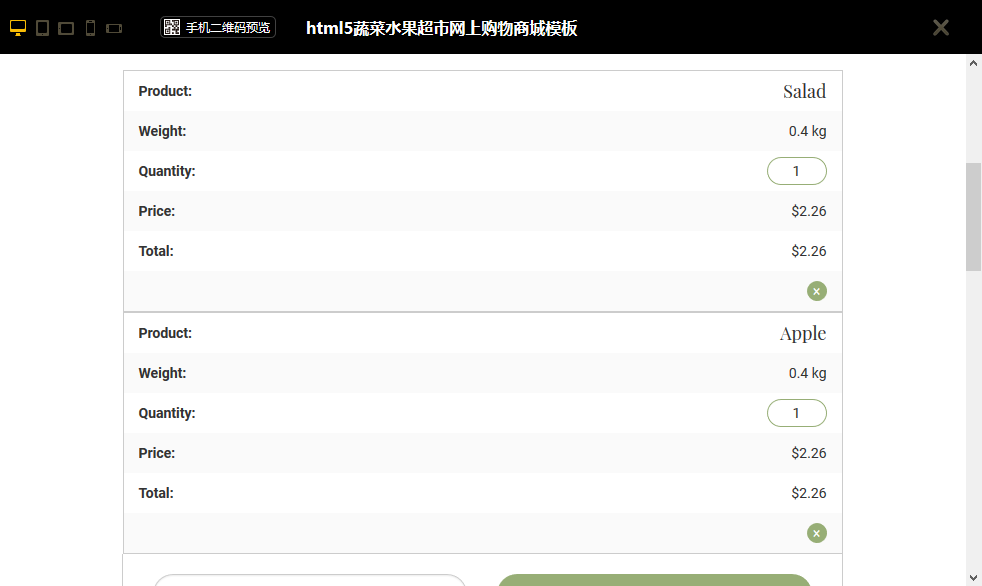 手机二维码预览 html5蔬菜水果超市网上购物商城模板
Product: Salad
Weight: 0.4 kg
Quantity: 1
Price: $2.26
Total: $2.26
Product: Apple
Weight: 0.4 kg
Quantity: 1
Price: $2.26
Total: $2.26